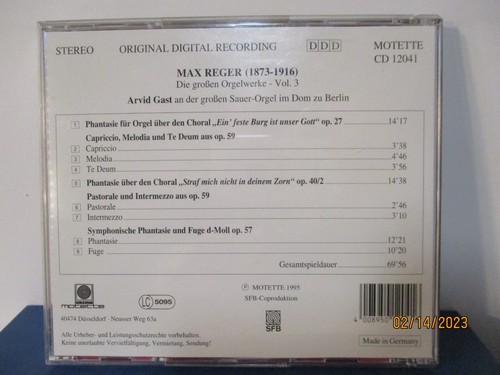 STEREO ORIGINAL DIGITAL RECORDING DDD MOTETTE
CD 12041
MAX REGER (1873-1916)
Die großen Orgelwerke - Vol. 3
Arvid Gast an der großen Sauer-Orgel im Dom zu Berlin
1 Phantasie für Orgel über den Choral „Ein' feste Burg ist unser Gott" op. 27 14'17
Capriccio, Melodia und Te Deum aus op. 59
2 Capriccio 3'38
3 Melodia 4'46
4 Te Deum 3'56
5 Phantasie über den Choral „Straf mich nicht in deinem Zorn" op. 40/2 14'38
Pastorale und Intermezzo aus op. 59
6 Pastorale 2'46
7 Intermezzo 3'10
Symphonische Phantasie und Fuge d-Moll op. 57
8 Phantasie 12'21
9 Fuge 10'20
Gesamtspieldauer 69'56
motette
LC 5095
℗ MOTETTE 1995
SFB-Coproduktion
SFB
40474 Düsseldorf · Neusser Weg 63a
4 008950
02/14/2023
Alle Urheber- und Leistungsschutzrechte vorbehalten.
Keine unerlaubte Vervielfältigung, Vermietung, Sendung!
Made in Germany